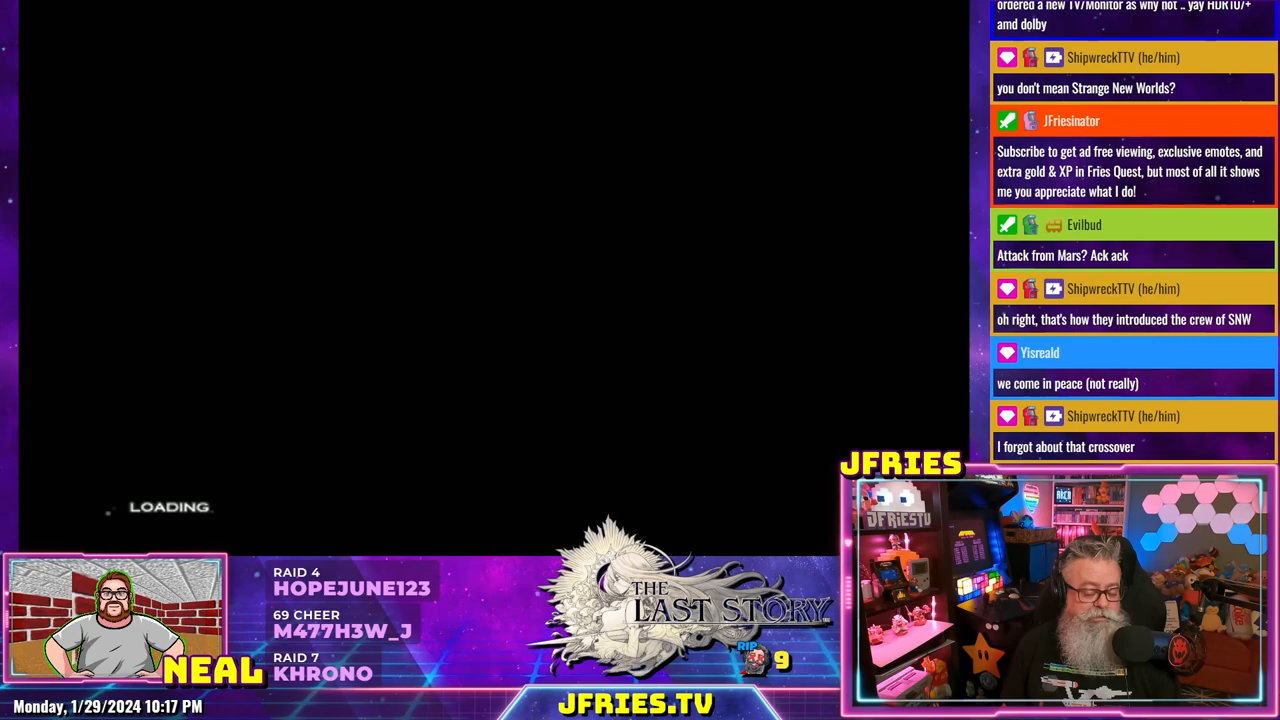 ordered a new TV/Monitor as why not .. yay HDR10/+
amd dolby
ShipwreckTTV (he/him)
you don't mean Strange New Worlds?
JFriesinator
Subscribe to get ad free viewing, exclusive emotes, and
extra gold & XP in Fries Quest, but most of all it shows
me you appreciate what I do!
Evilbud
Attack from Mars? Ack ack
ShipwreckTTV (he/him)
oh right, that's how they introduced the crew of SNW
Yisreald
we come in peace (not really)
ShipwreckTTV (he/him)
I forgot about that crossover
LOADING
JFRIES
JFRIESTV
NEAL
RAID 4
HOPEJUNE123
69 CHEER
M477H3W_J
RAID 7
KHRONO
THE
LAST STORY
RIP
9
Monday, 1/29/2024 10:17 PM
JFRIES.TV